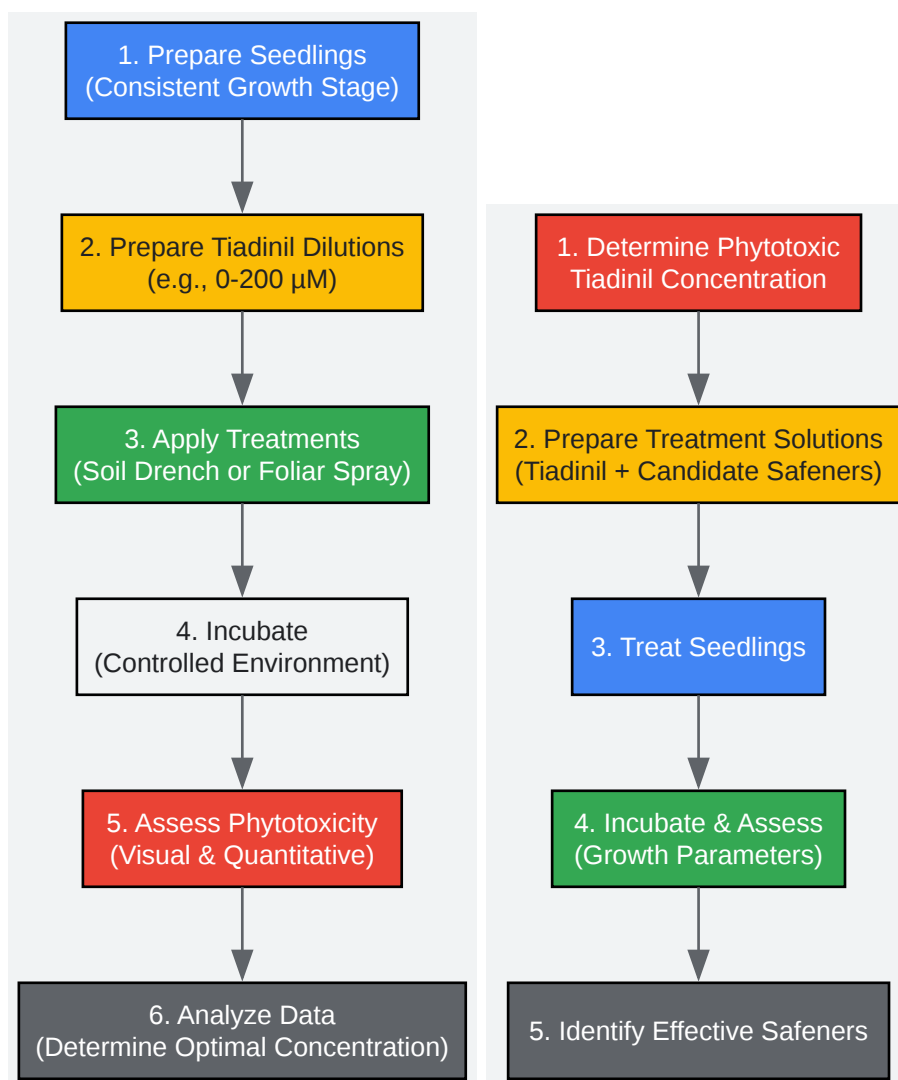 1. Prepare Seedlings
(Consistent Growth Stage)
2. Prepare Tiadinil Dilutions
(e.g., 0-200 µM)
3. Apply Treatments
(Soil Drench or Foliar Spray)
4. Incubate
(Controlled Environment)
5. Assess Phytotoxicity
(Visual & Quantitative)
6. Analyze Data
(Determine Optimal Concentration)
1. Determine Phytotoxic
Tiadinil Concentration
2. Prepare Treatment Solutions
(Tiadinil + Candidate Safeners)
3. Treat Seedlings
4. Incubate & Assess
(Growth Parameters)
5. Identify Effective Safeners